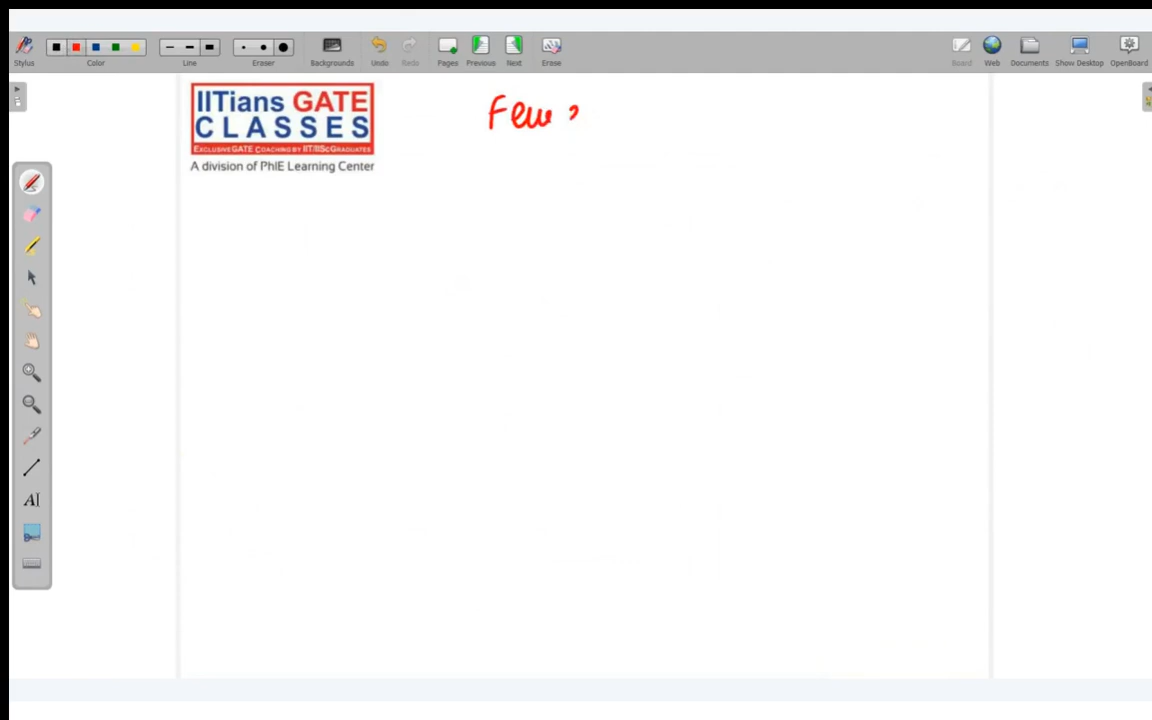 Stylus
Color
Line
Eraser
Backgrounds
Undo
Redo
Pages
Previous
Next
Erase
Board
Web
Documents
Show Desktop
OpenBoard
IITians GATE
CLASSES
EXCLUSIVE GATE COACHING BY IIT/IISc GRADUATES
A division of PhIE Learning Center
Few
AI